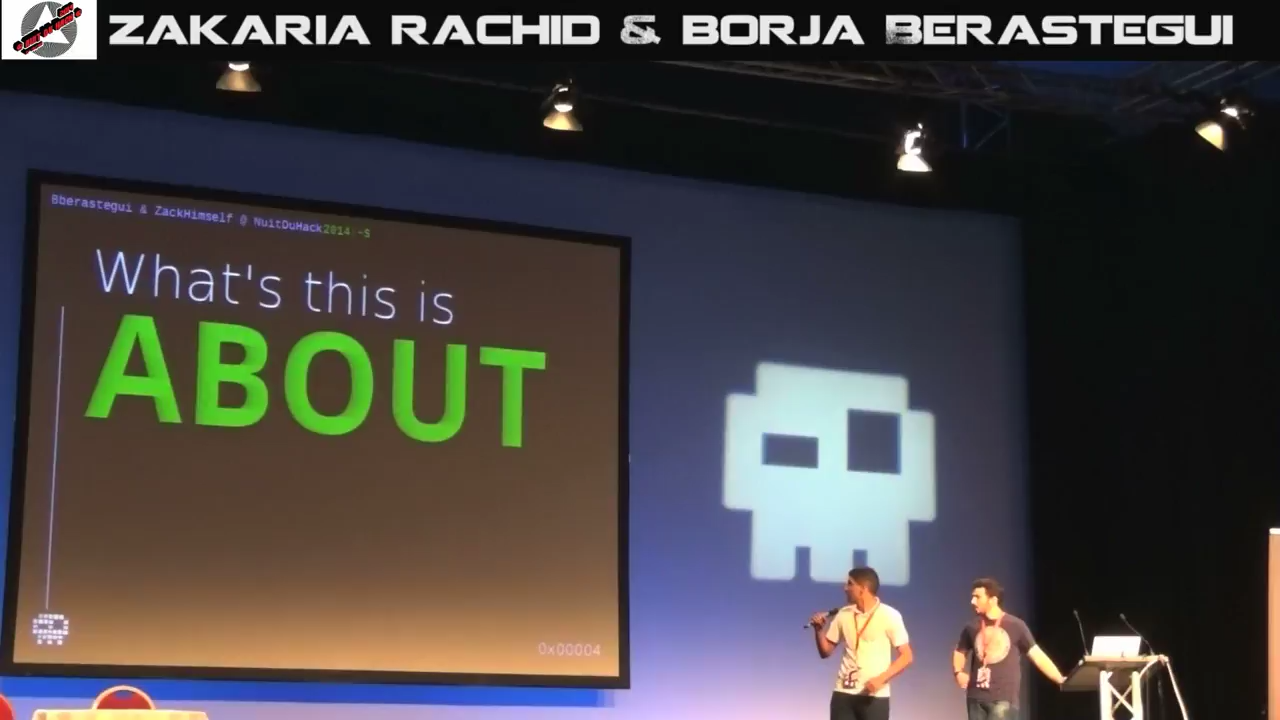 ZAKARIA RACHID & BORJA BERASTEGUI
Bberastegui & ZackHimself @ NuitDuHack2014 ~$
What's this is
ABOUT
0x00004